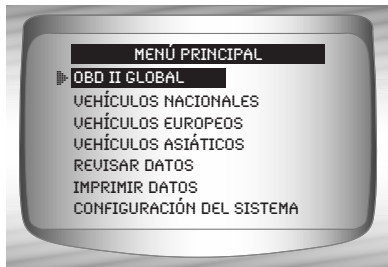 MENÚ PRINCIPAL
OBD II GLOBAL
VEHÍCULOS NACIONALES
VEHÍCULOS EUROPEOS
VEHÍCULOS ASIÁTICOS
REVISAR DATOS
IMPRIMIR DATOS
CONFIGURACIÓN DEL SISTEMA